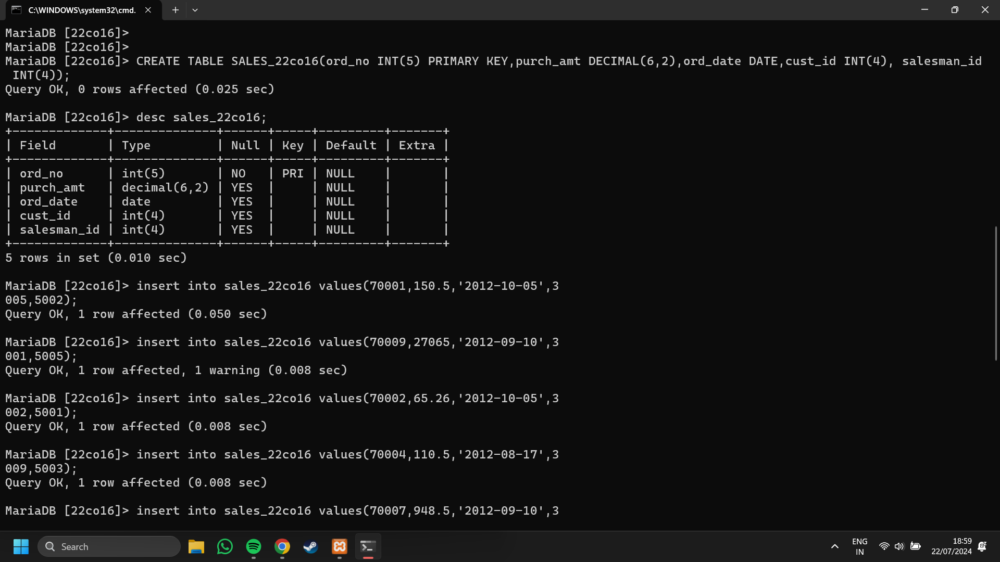 C:\WINDOWS\system32\cmd.
MariaDB [22co16]>
MariaDB [22co16]>
MariaDB [22co16]> CREATE TABLE SALES_22co16(ord_no INT(5) PRIMARY KEY,purch_amt DECIMAL(6,2),ord_date DATE,cust_id INT(4), salesman_id
 INT(4));
Query OK, 0 rows affected (0.025 sec)

MariaDB [22co16]> desc sales_22co16;
+-------------+--------------+------+-----+---------+-------+
| Field       | Type         | Null | Key | Default | Extra |
+-------------+--------------+------+-----+---------+-------+
| ord_no      | int(5)       | NO   | PRI | NULL    |       |
| purch_amt   | decimal(6,2) | YES  |     | NULL    |       |
| ord_date    | date         | YES  |     | NULL    |       |
| cust_id     | int(4)       | YES  |     | NULL    |       |
| salesman_id | int(4)       | YES  |     | NULL    |       |
+-------------+--------------+------+-----+---------+-------+
5 rows in set (0.010 sec)

MariaDB [22co16]> insert into sales_22co16 values(70001,150.5,'2012-10-05',3
005,5002);
Query OK, 1 row affected (0.050 sec)

MariaDB [22co16]> insert into sales_22co16 values(70009,27065,'2012-09-10',3
001,5005);
Query OK, 1 row affected, 1 warning (0.008 sec)

MariaDB [22co16]> insert into sales_22co16 values(70002,65.26,'2012-10-05',3
002,5001);
Query OK, 1 row affected (0.008 sec)

MariaDB [22co16]> insert into sales_22co16 values(70004,110.5,'2012-08-17',3
009,5003);
Query OK, 1 row affected (0.008 sec)

MariaDB [22co16]> insert into sales_22co16 values(70007,948.5,'2012-09-10',3
Search
ENG
IN
18:59
22/07/2024